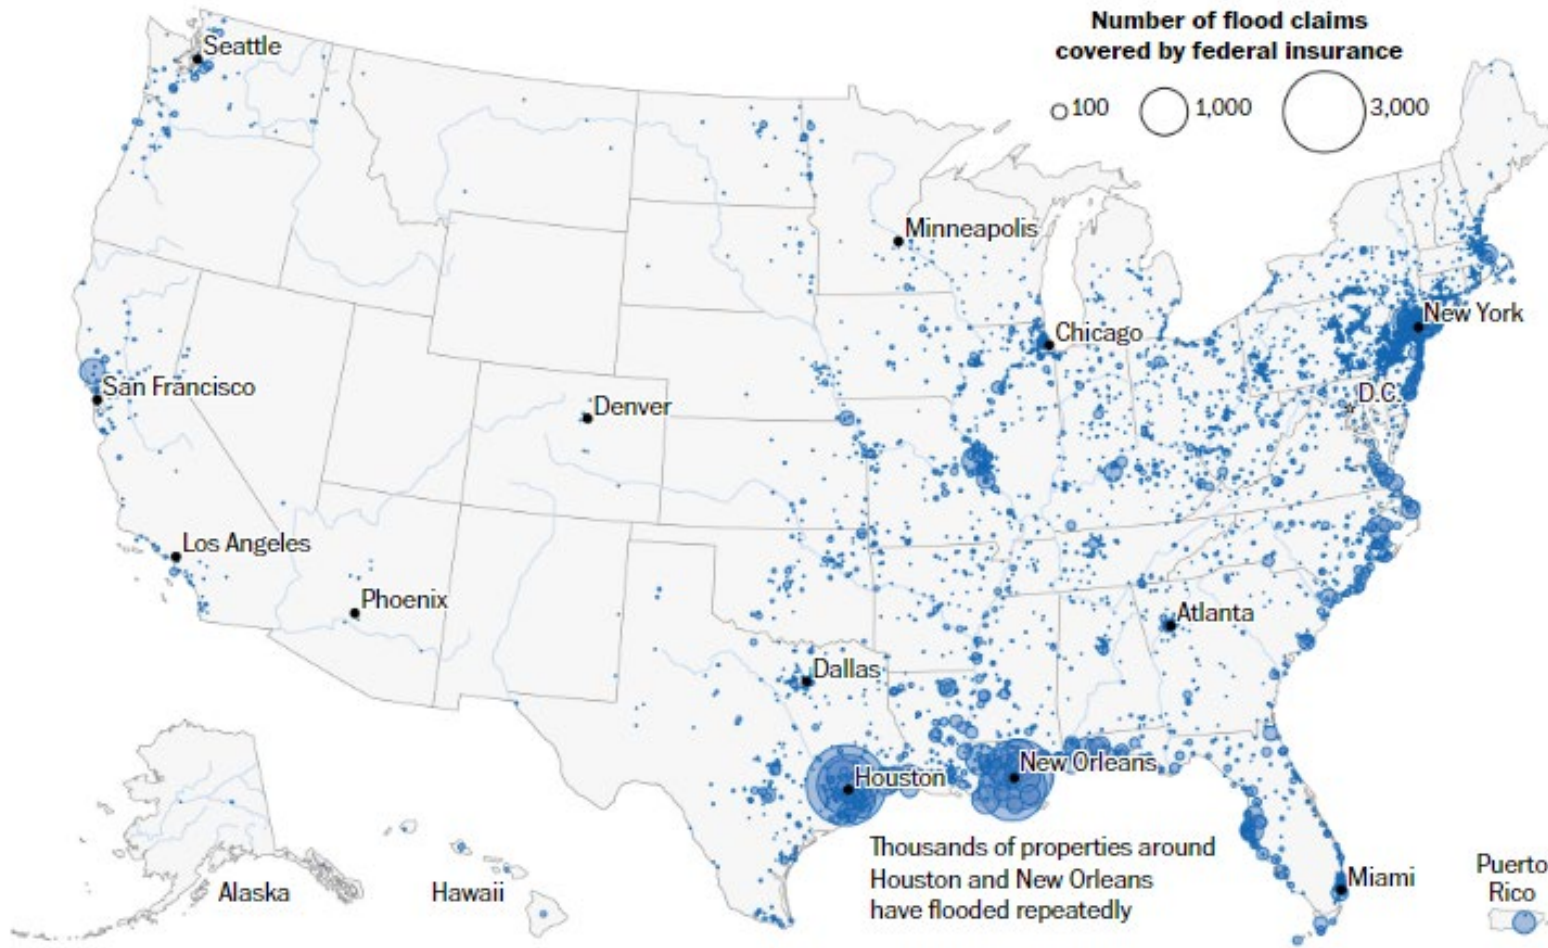 Number of flood claims
covered by federal insurance
100
1,000
3,000
Seattle
Minneapolis
New York
Chicago
San Francisco
Denver
D.C.
Los Angeles
Phoenix
Atlanta
Dallas
New Orleans
Houston
Thousands of properties around
Houston and New Orleans
have flooded repeatedly
Miami
Alaska
Hawaii
Puerto
Rico